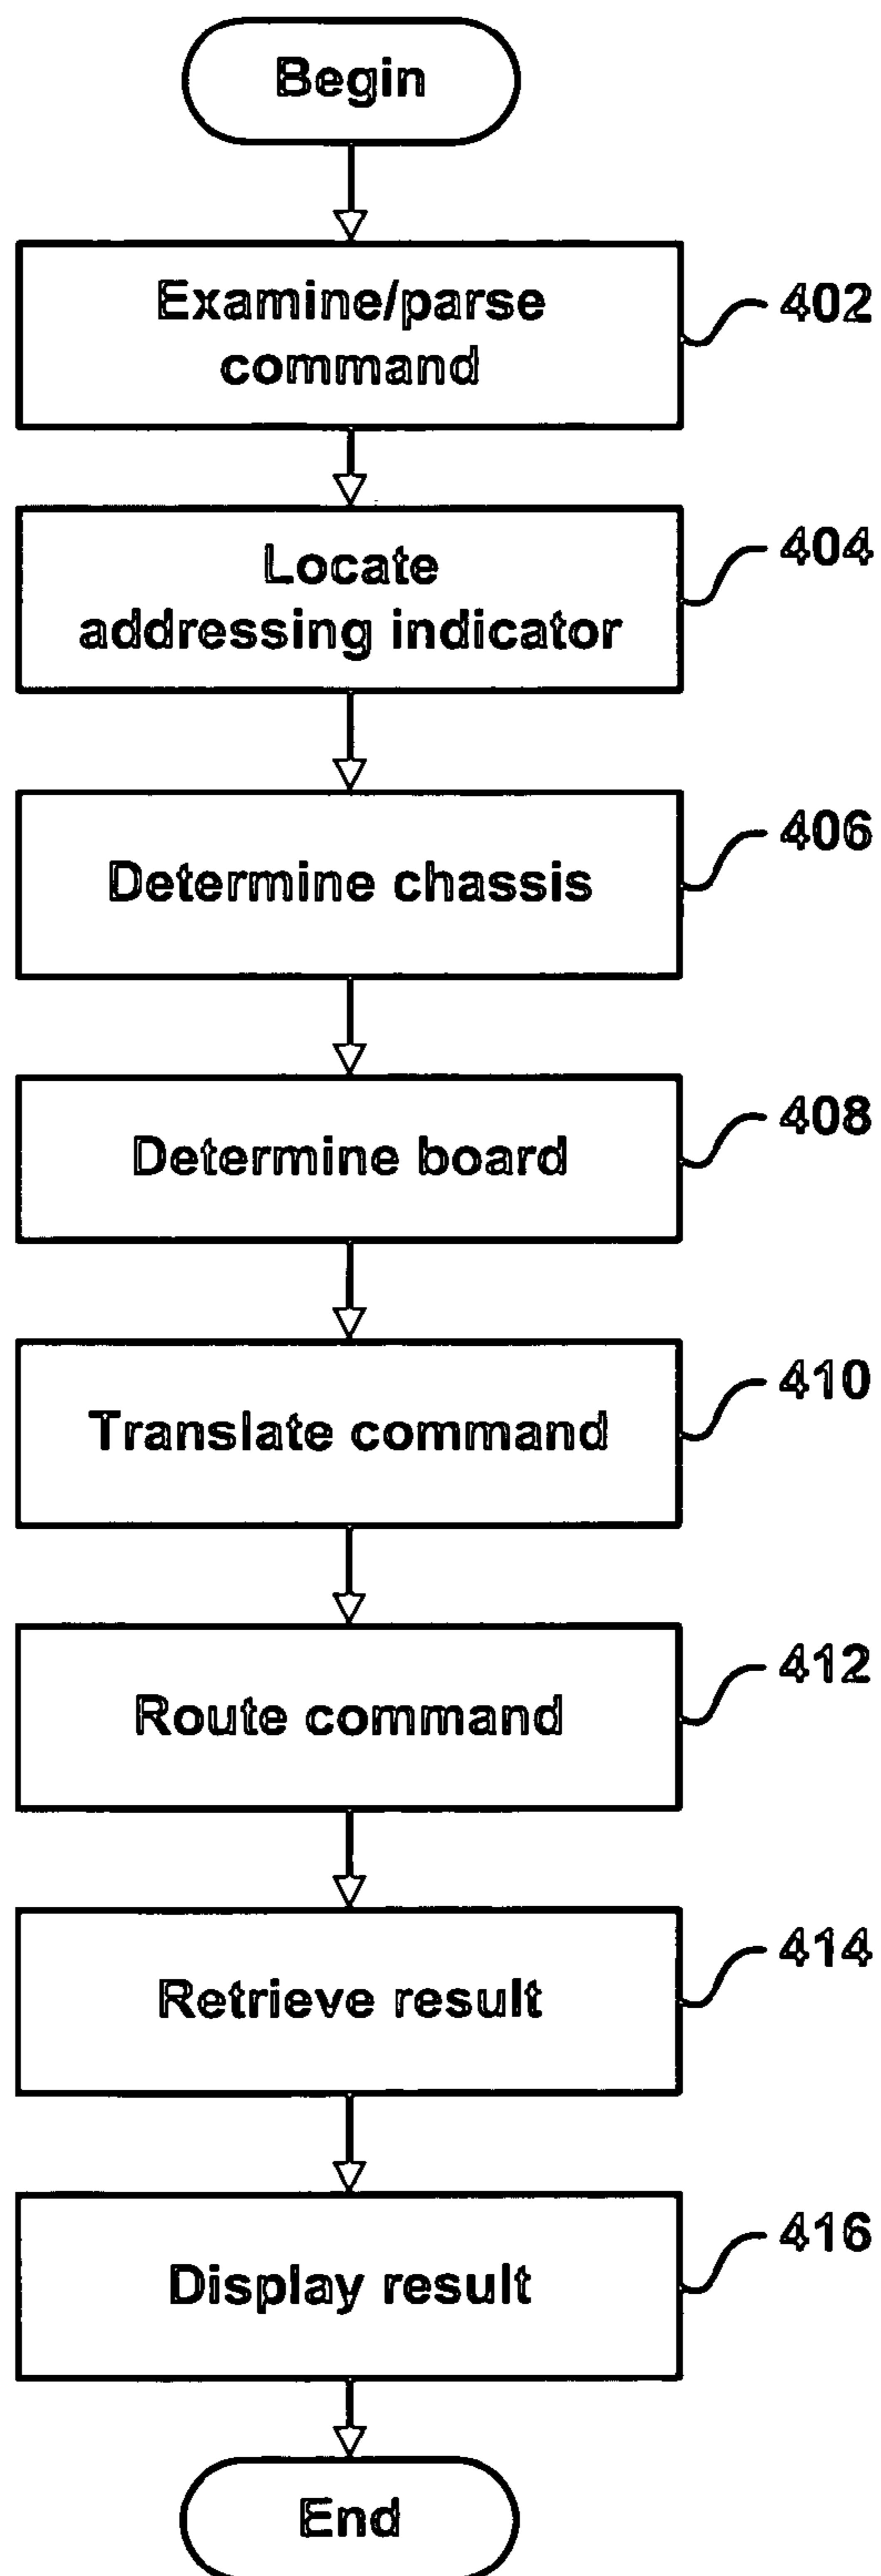 Begin
Examine/parse
command
402
Locate
addressing indicator
404
Determine chassis
406
Determine board
408
Translate command
410
Route command
412
Retrieve result
414
Display result
416
End